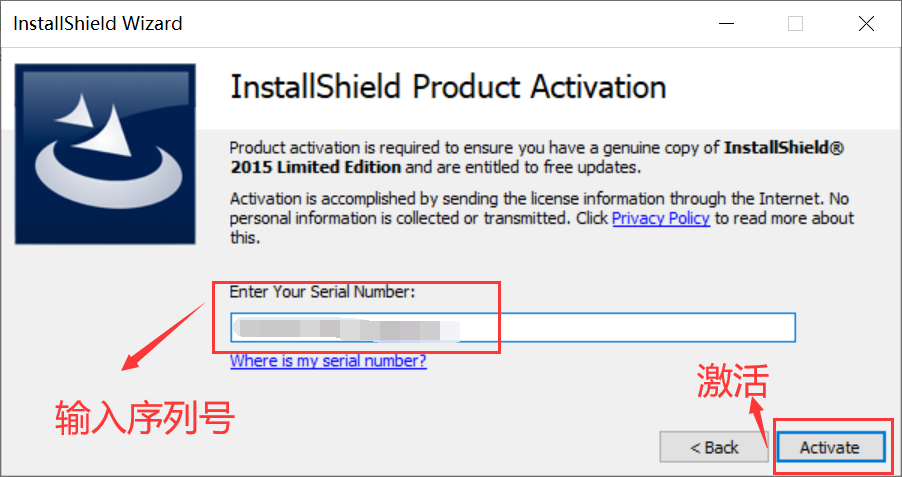 InstallShield Wizard
InstallShield Product Activation
Product activation is required to ensure you have a genuine copy of InstallShield®
2015 Limited Edition and are entitled to free updates.
Activation is accomplished by sending the license information through the Internet. No
personal information is collected or transmitted. Click Privacy Policy to read more about
this.
Enter Your Serial Number:
Where is my serial number?
输入序列号
激活
< Back
Activate